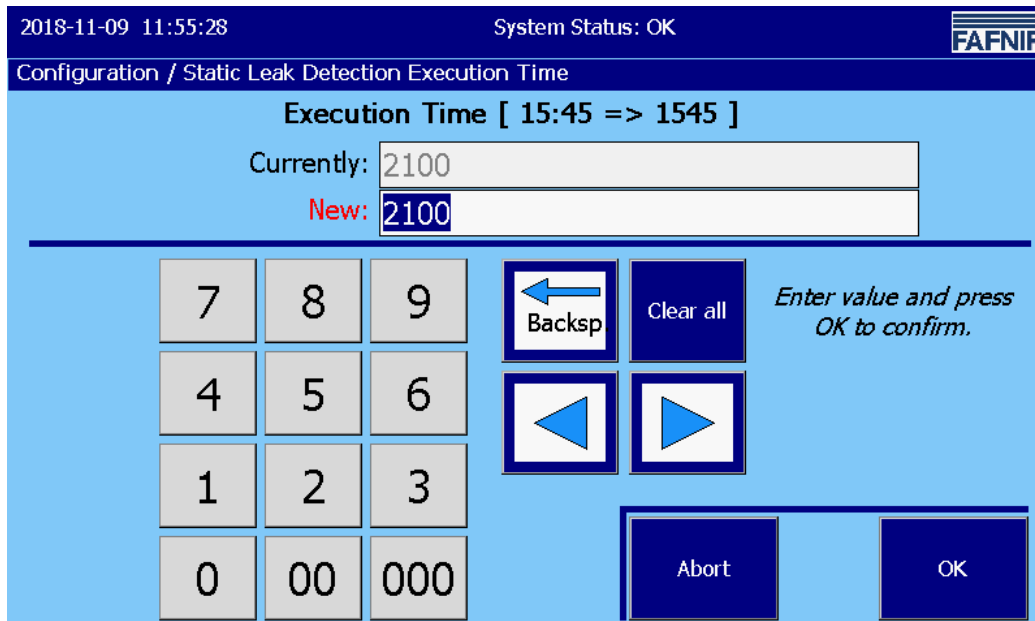 2018-11-09 11:55:28 System Status: OK FAFNIR
Configuration / Static Leak Detection Execution Time
Execution Time [ 15:45 => 1545 ]
Currently: 2100
New: 2100
7 8 9
Backsp.
Clear all
Enter value and press
OK to confirm.
4 5 6
1 2 3
0 00 000
Abort
OK